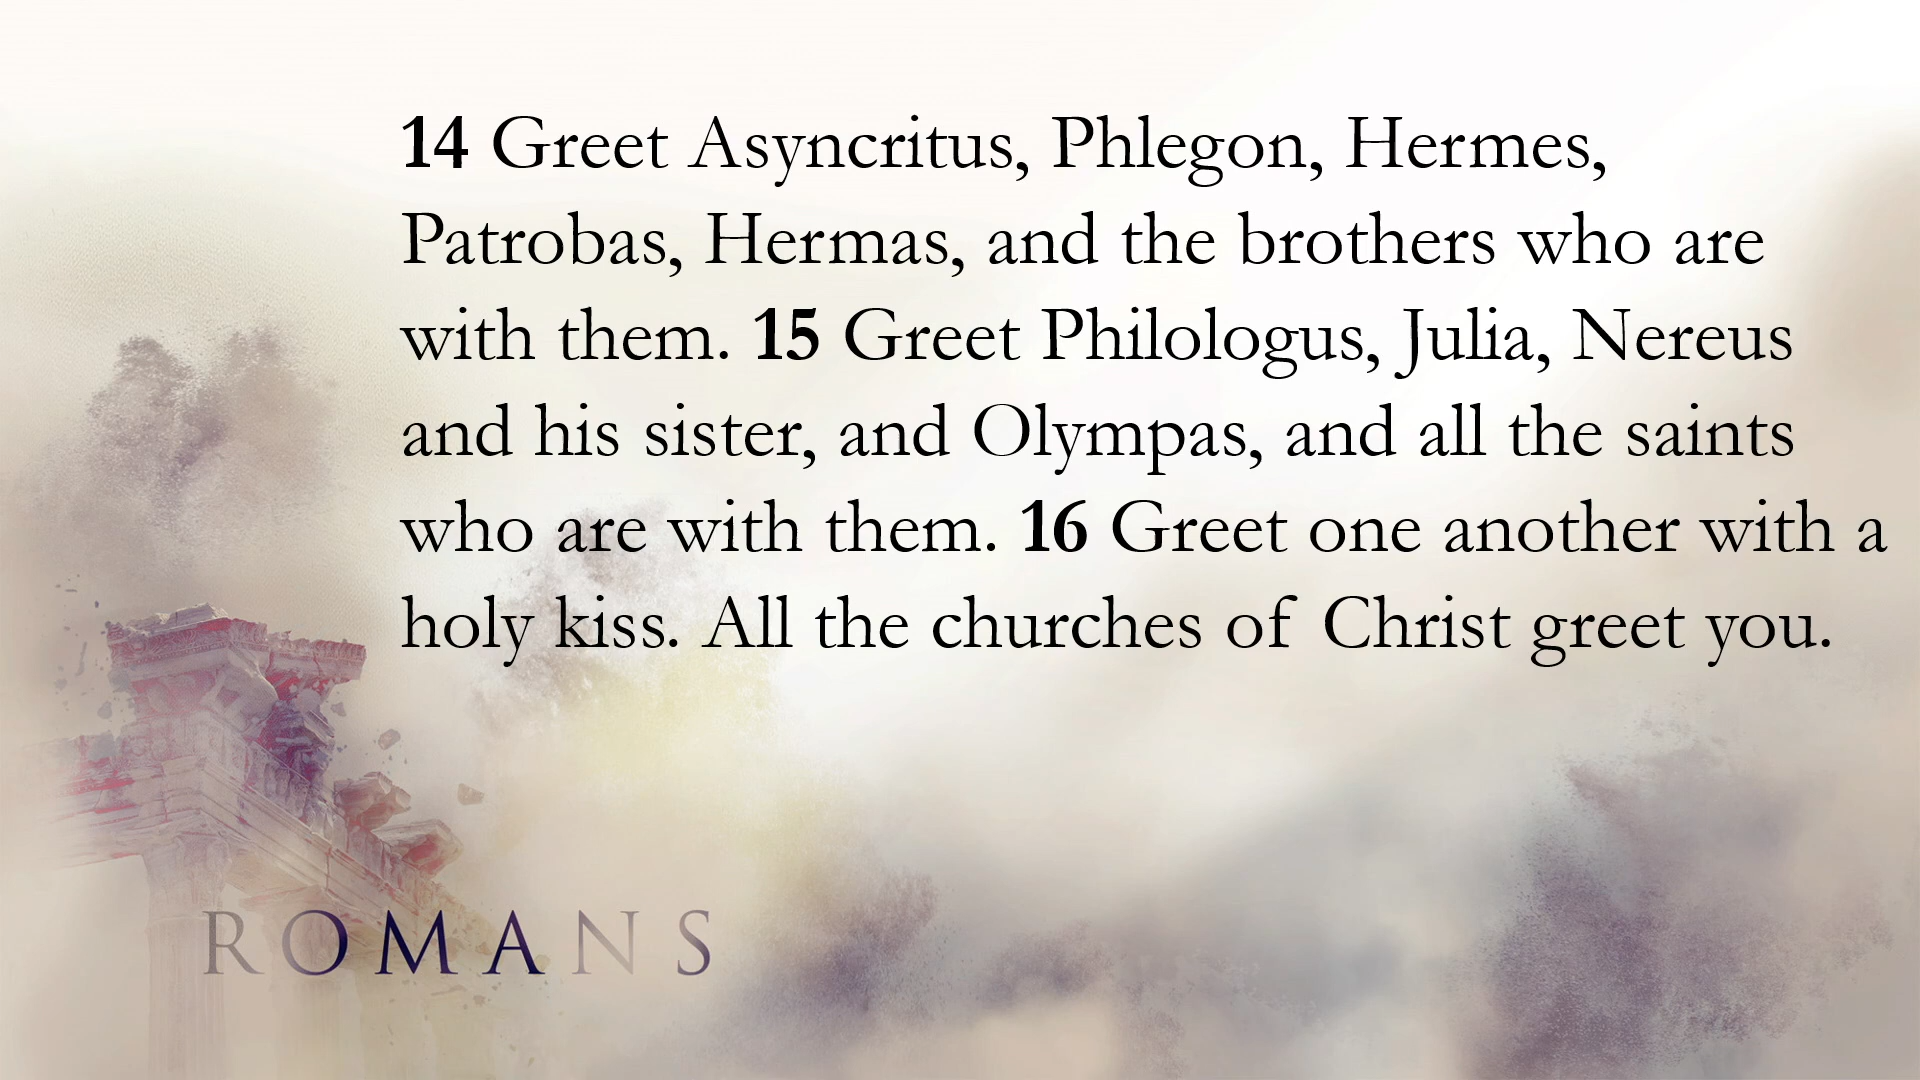 14 Greet Asyncritus, Phlegon, Hermes,
Patrobas, Hermas, and the brothers who are
with them. 15 Greet Philologus, Julia, Nereus
and his sister, and Olympas, and all the saints
who are with them. 16 Greet one another with a
holy kiss. All the churches of Christ greet you.
ROMANS